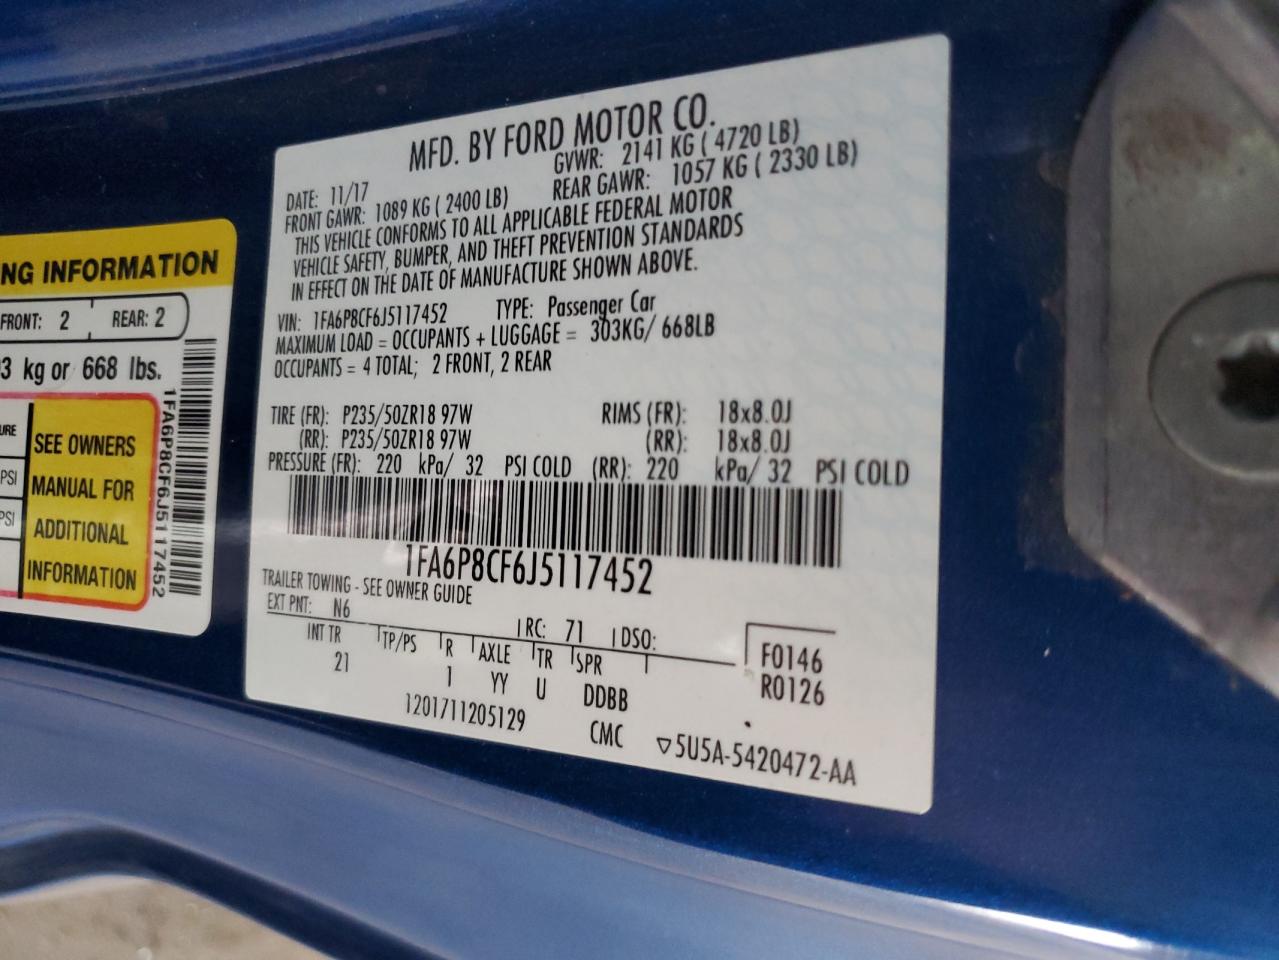 MFD. BY FORD MOTOR CO.
DATE: 11/17 GVWR: 2141 KG ( 4720 LB)
FRONT GAWR: 1089 KG ( 2400 LB) REAR GAWR: 1057 KG ( 2330 LB)
THIS VEHICLE CONFORMS TO ALL APPLICABLE FEDERAL MOTOR
VEHICLE SAFETY, BUMPER, AND THEFT PREVENTION STANDARDS
IN EFFECT ON THE DATE OF MANUFACTURE SHOWN ABOVE.
VIN: 1FA6P8CF6J5117452 TYPE: Passenger Car
MAXIMUM LOAD = OCCUPANTS + LUGGAGE = 303KG/ 668LB
OCCUPANTS = 4 TOTAL; 2 FRONT, 2 REAR
TIRE (FR): P235/50ZR18 97W RIMS (FR): 18x8.0J
(RR): P235/50ZR18 97W (RR): 18x8.0J
PRESSURE (FR): 220 kPa/ 32 PSI COLD (RR): 220 kPa/ 32 PSI COLD
1FA6P8CF6J5117452
TRAILER TOWING - SEE OWNER GUIDE
EXT PNT: N6 RC: 71 DSO:
INT TR TP/PS R AXLE TR SPR F0146
21 1 YY U DDBB R0126
1201711205129 CMC 5U5A-5420472-AA
NG INFORMATION
FRONT: 2 REAR: 2
3 kg or 668 lbs.
URE
PSI
PSI
SEE OWNERS
MANUAL FOR
ADDITIONAL
INFORMATION
1FA6P8CF6J5117452